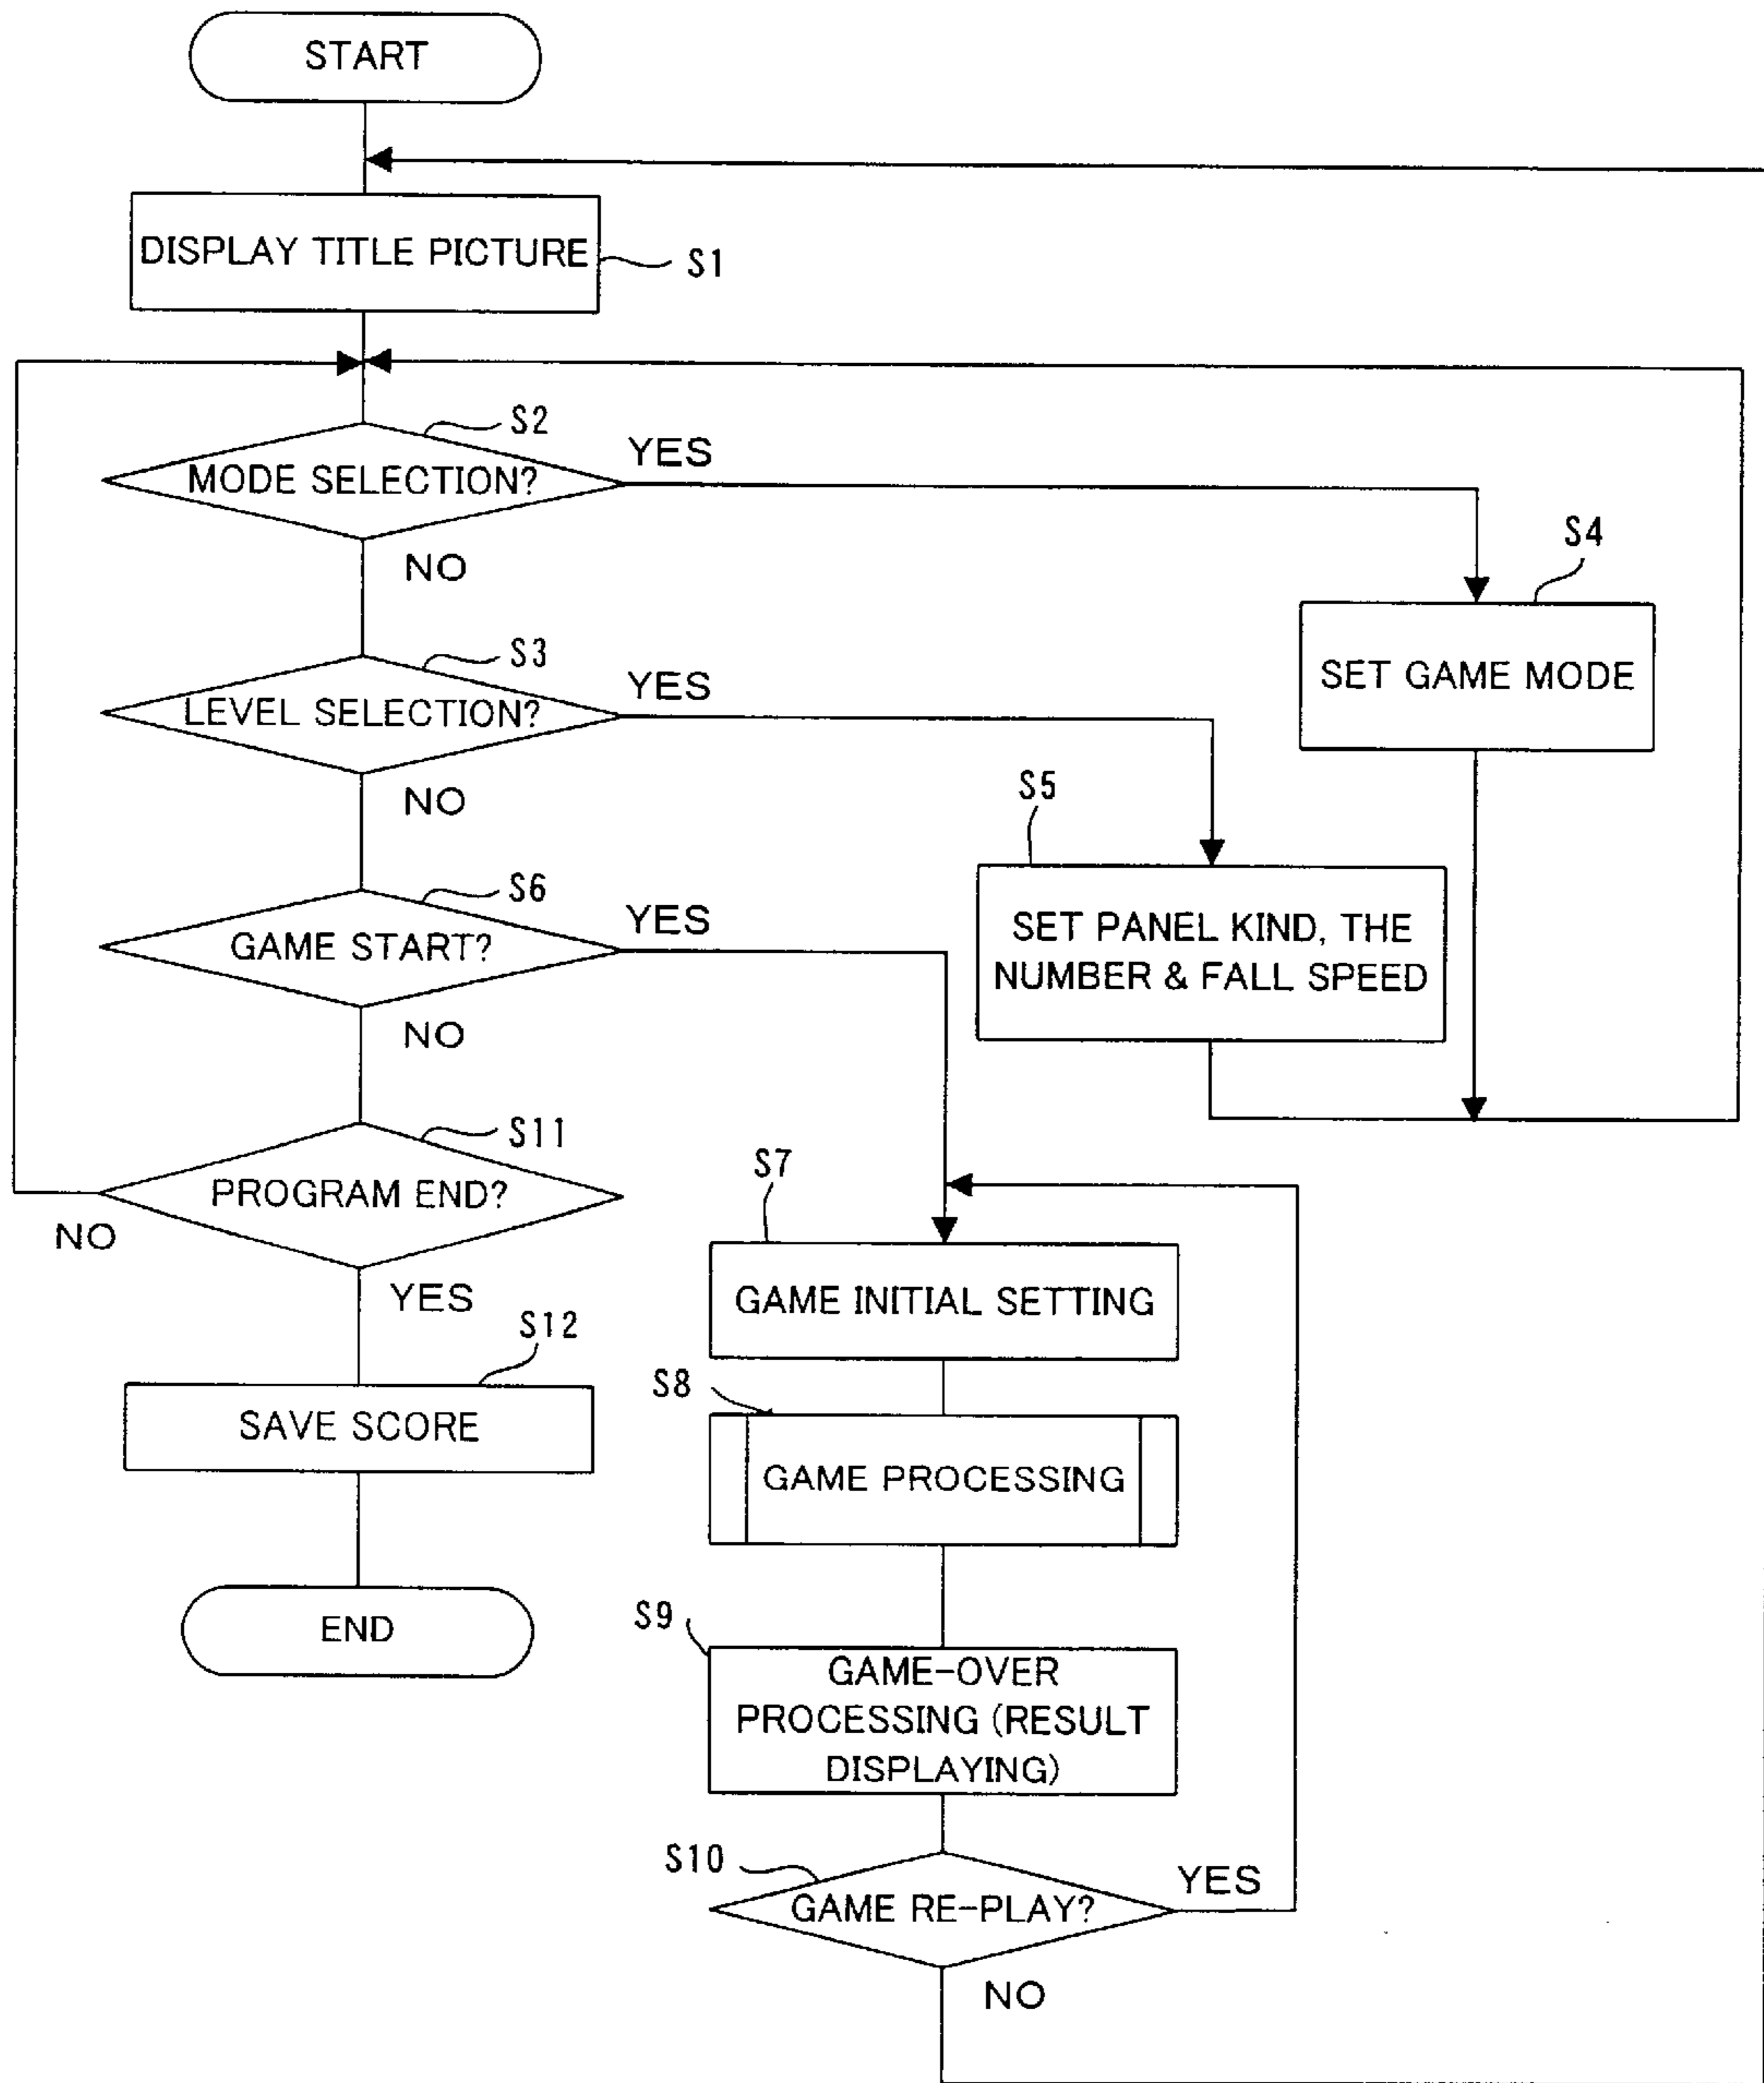 START
DISPLAY TITLE PICTURE
S1
S2
MODE SELECTION?
YES
NO
S4
SET GAME MODE
S3
LEVEL SELECTION?
YES
NO
S5
SET PANEL KIND, THE
NUMBER & FALL SPEED
S6
GAME START?
YES
NO
S11
PROGRAM END?
NO
YES
S12
SAVE SCORE
END
S7
GAME INITIAL SETTING
S8
GAME PROCESSING
S9
GAME-OVER
PROCESSING (RESULT
DISPLAYING)
S10
GAME RE-PLAY?
YES
NO